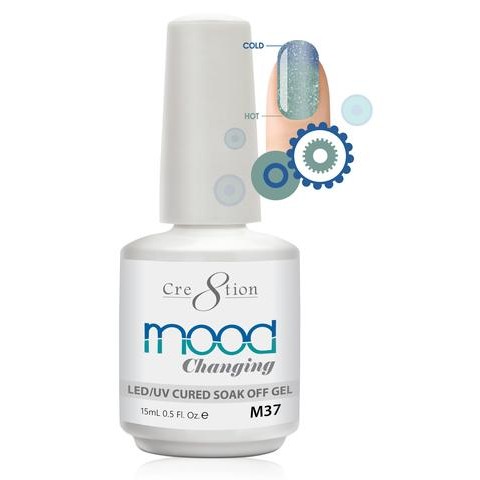 COLD
HOT
Cre8tion
mood
Changing
LED/UV CURED SOAK OFF GEL
15mL 0.5 Fl. Oz.e M37